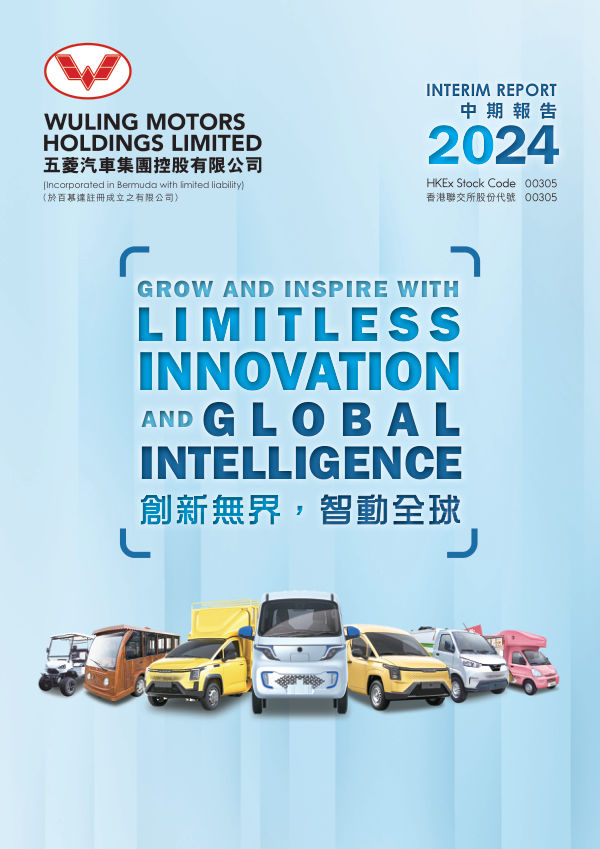 WULING MOTORS
HOLDINGS LIMITED
五菱汽車集團控股有限公司
(Incorporated in Bermuda with limited liability)
（於百慕達註冊成立之有限公司）
INTERIM REPORT
中期報告
2024
HKEx Stock Code 00305
香港聯交所股份代號 00305
GROW AND INSPIRE WITH
LIMITLESS
INNOVATION
AND GLOBAL
INTELLIGENCE
創新無界，智動全球